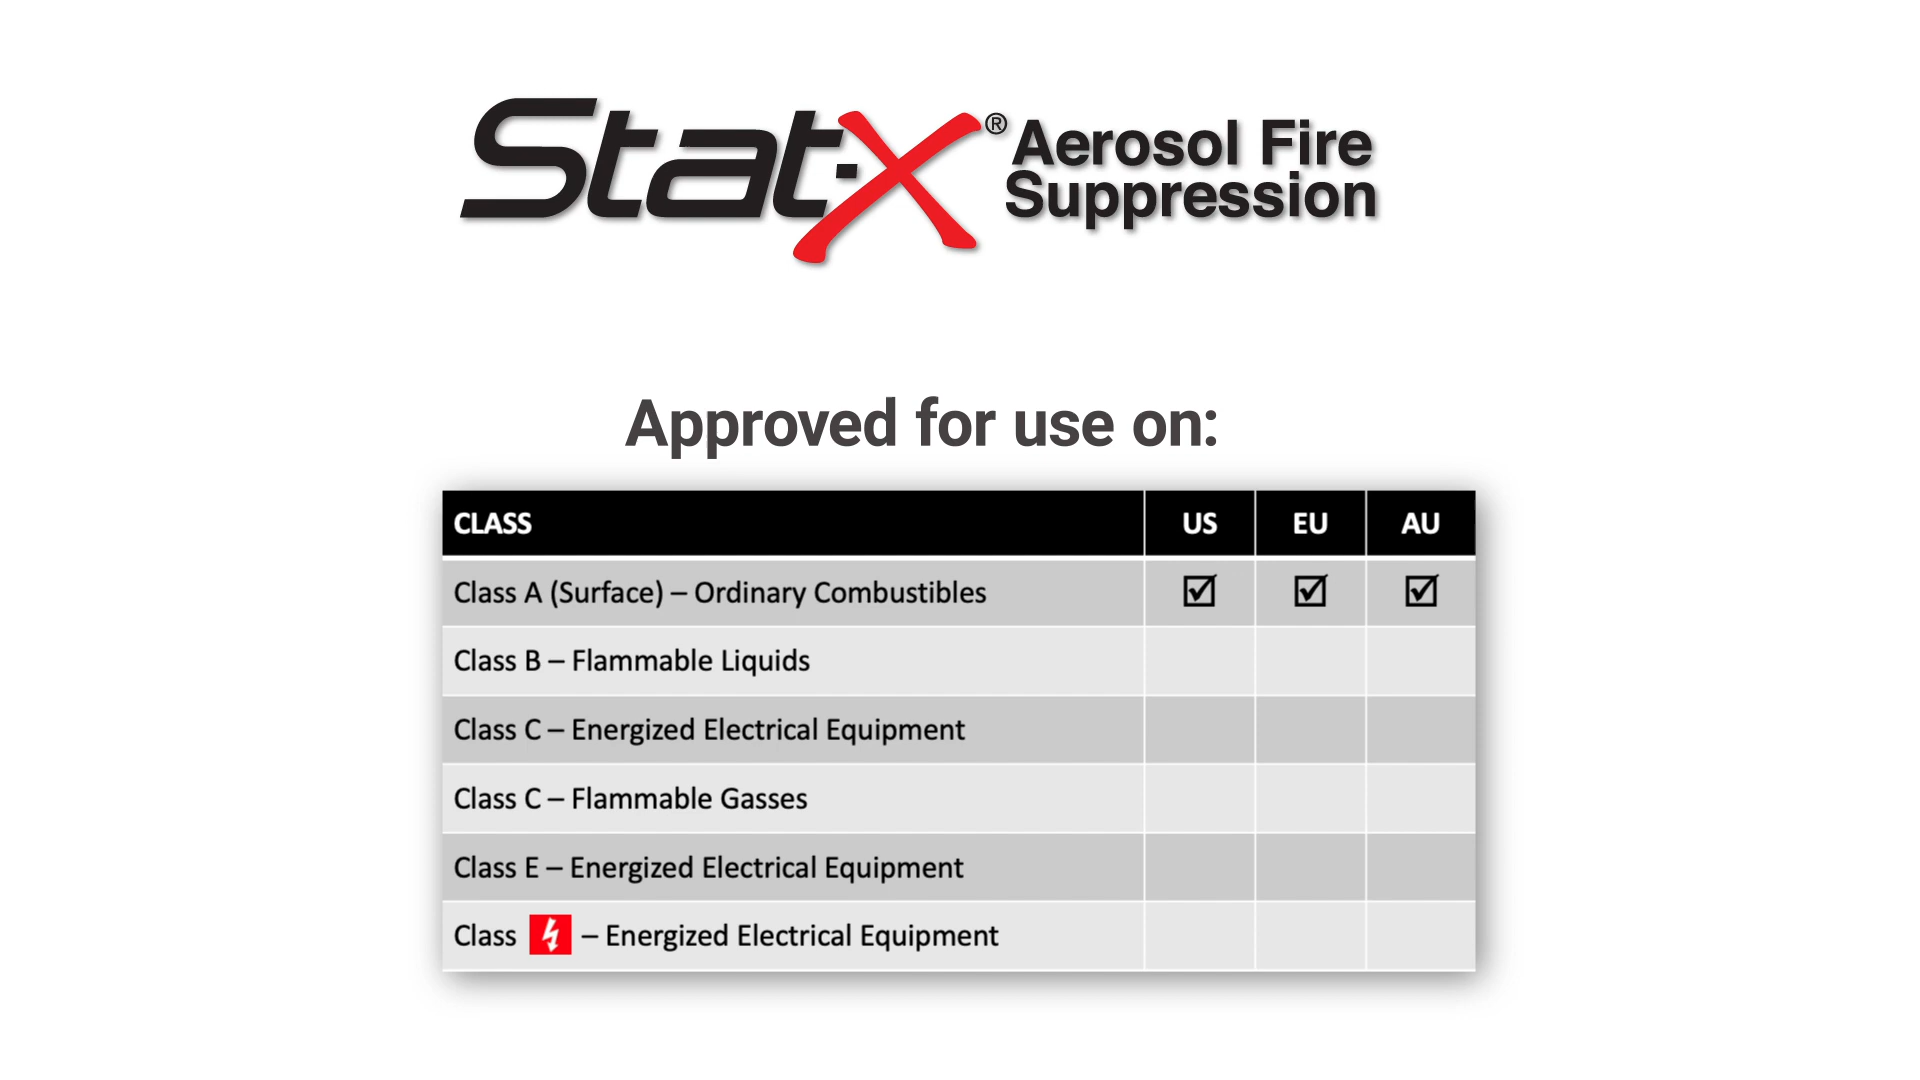 Stat-X® Aerosol Fire
Suppression
Approved for use on:
CLASS US EU AU
Class A (Surface) – Ordinary Combustibles ☑ ☑ ☑
Class B – Flammable Liquids
Class C – Energized Electrical Equipment
Class C – Flammable Gasses
Class E – Energized Electrical Equipment
Class – Energized Electrical Equipment